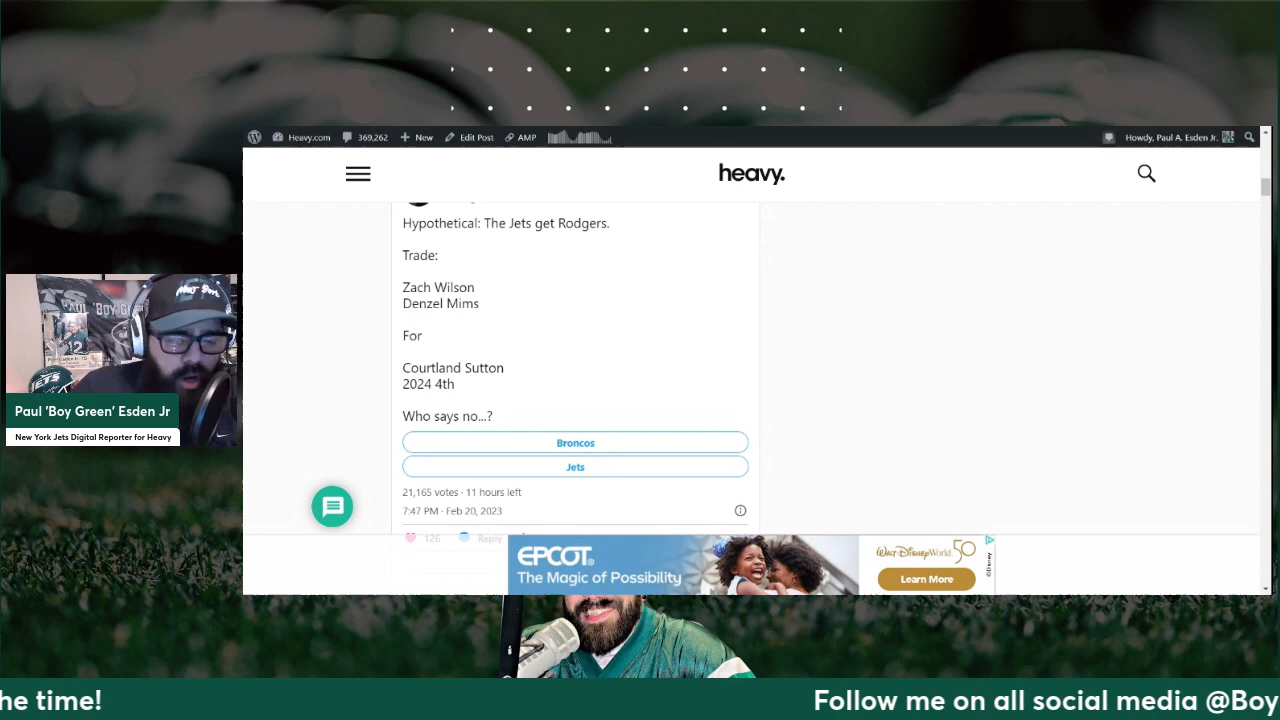 Heavy.com
369,262
New
Edit Post
AMP
Howdy, Paul A. Esden Jr.
heavy.
Hypothetical: The Jets get Rodgers.
Trade:
Zach Wilson
Denzel Mims
For
Courtland Sutton
2024 4th
Who says no...?
Broncos
Jets
21,165 votes · 11 hours left
7:47 PM · Feb 20, 2023
126
Reply
EPCOT
The Magic of Possibility
Walt Disney World 50
Learn More
©Disney
JETS
Paul 'Boy Green' Esden Jr
New York Jets Digital Reporter for Heavy
he time!
Follow me on all social media @Boy